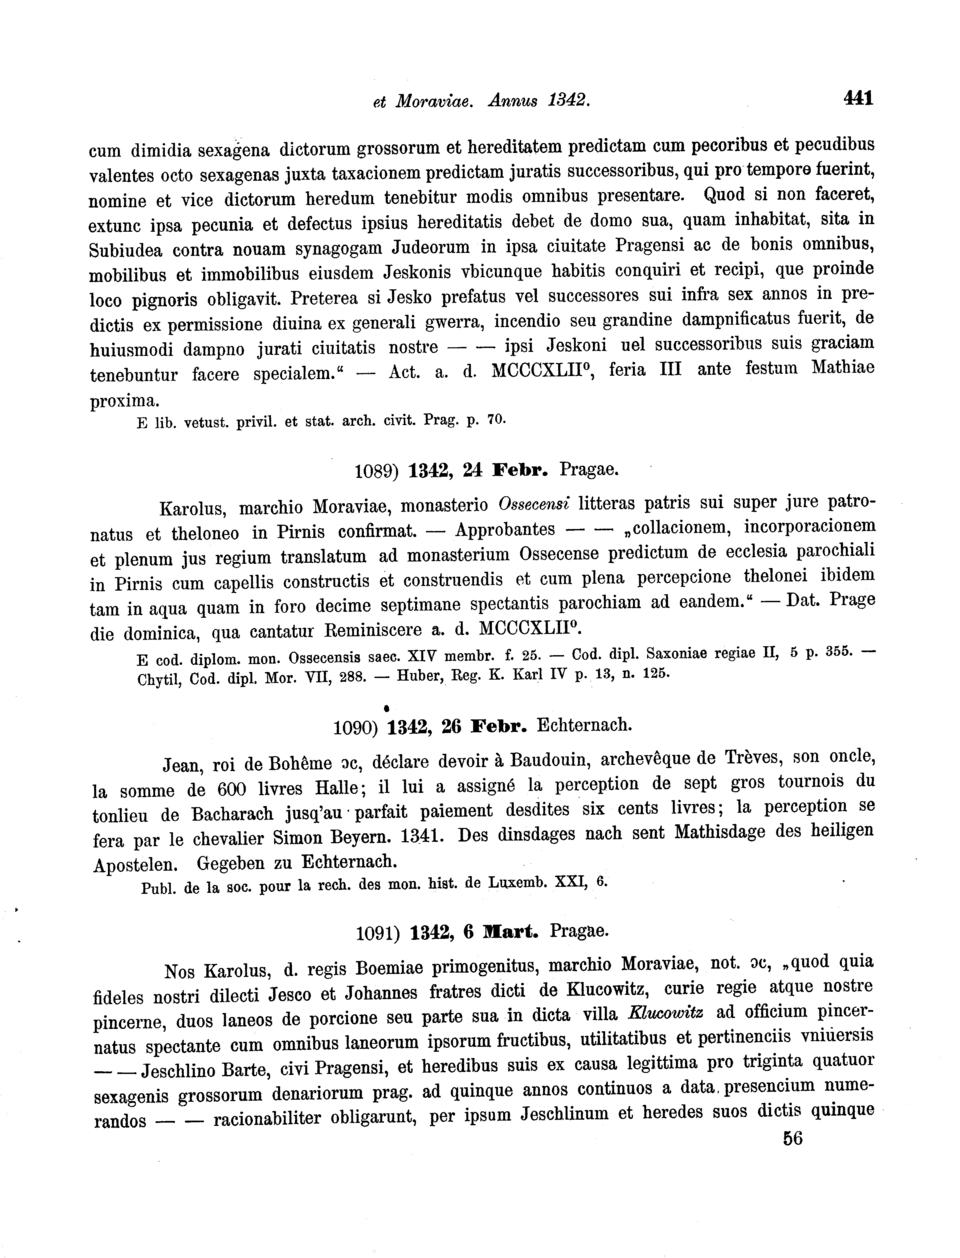 et Moraviae. Annus 1342. 441
cum dimidia sexagena dictorum grossorum et hereditatem predictam cum pecoribus et pecudibus
valentes octo sexagenas juxta taxacionem predictam juratis successoribus, qui pro tempore fuerint,
nomine et vice dictorum heredum tenebitur modis omnibus presentare. Quod si non faceret,
extunc ipsa pecunia et defectus ipsius hereditatis debet de domo sua, quam inhabitat, sita in
Subiudea contra nouam synagogam Judeorum in ipsa ciuitate Pragensi ac de bonis omnibus,
mobilibus et immobilibus eiusdem Jeskonis vbicunque habitis conquiri et recipi, que proinde
loco pignoris obligavit. Preterea si Jesko prefatus vel successores sui infra sex annos in pre-
dictis ex permissione diuina ex generali gwerra, incendio seu grandine dampnificatus fuerit, de
huiusmodi dampno jurati ciuitatis nostre — — ipsi Jeskoni uel successoribus suis graciam
tenebuntur facere specialem.“ — Act. a. d. MCCCXLII⁰, feria III ante festum Mathiae
proxima.
E lib. vetust. privil. et stat. arch. civit. Prag. p. 70.
1089) 1342, 24 Febr. Pragae.
Karolus, marchio Moraviae, monasterio Ossecensi litteras patris sui super jure patro-
natus et theloneo in Pirnis confirmat. — Approbantes — — „collacionem, incorporacionem
et plenum jus regium translatum ad monasterium Ossecense predictum de ecclesia parochiali
in Pirnis cum capellis constructis et construendis et cum plena percepcione thelonei ibidem
tam in aqua quam in foro decime septimane spectantis parochiam ad eandem.“ — Dat. Prage
die dominica, qua cantatur Reminiscere a. d. MCCCXLII⁰.
E cod. diplom. mon. Ossecensis saec. XIV membr. f. 25. — Cod. dipl. Saxoniae regiae II, 5 p. 355. —
Chytil, Cod. dipl. Mor. VII, 288. — Huber, Reg. K. Karl IV p. 13, n. 125.
1090) 1342, 26 Febr. Echternach.
Jean, roi de Bohême ɔc, déclare devoir à Baudouin, archevêque de Trèves, son oncle,
la somme de 600 livres Halle; il lui a assigné la perception de sept gros tournois du
tonlieu de Bacharach jusq'au parfait paiement desdites six cents livres; la perception se
fera par le chevalier Simon Beyern. 1341. Des dinsdages nach sent Mathisdage des heiligen
Apostelen. Gegeben zu Echternach.
Publ. de la soc. pour la rech. des mon. hist. de Luxemb. XXI, 6.
1091) 1342, 6 Mart. Pragae.
Nos Karolus, d. regis Boemiae primogenitus, marchio Moraviae, not. ɔc, „quod quia
fideles nostri dilecti Jesco et Johannes fratres dicti de Klucowitz, curie regie atque nostre
pincerne, duos laneos de porcione seu parte sua in dicta villa Klucowitz ad officium pincer-
natus spectante cum omnibus laneorum ipsorum fructibus, utilitatibus et pertinenciis vniuersis
— — Jeschlino Barte, civi Pragensi, et heredibus suis ex causa legittima pro triginta quatuor
sexagenis grossorum denariorum prag. ad quinque annos continuos a data presencium nume-
randos — — racionabiliter obligarunt, per ipsum Jeschlinum et heredes suos dictis quinque
56